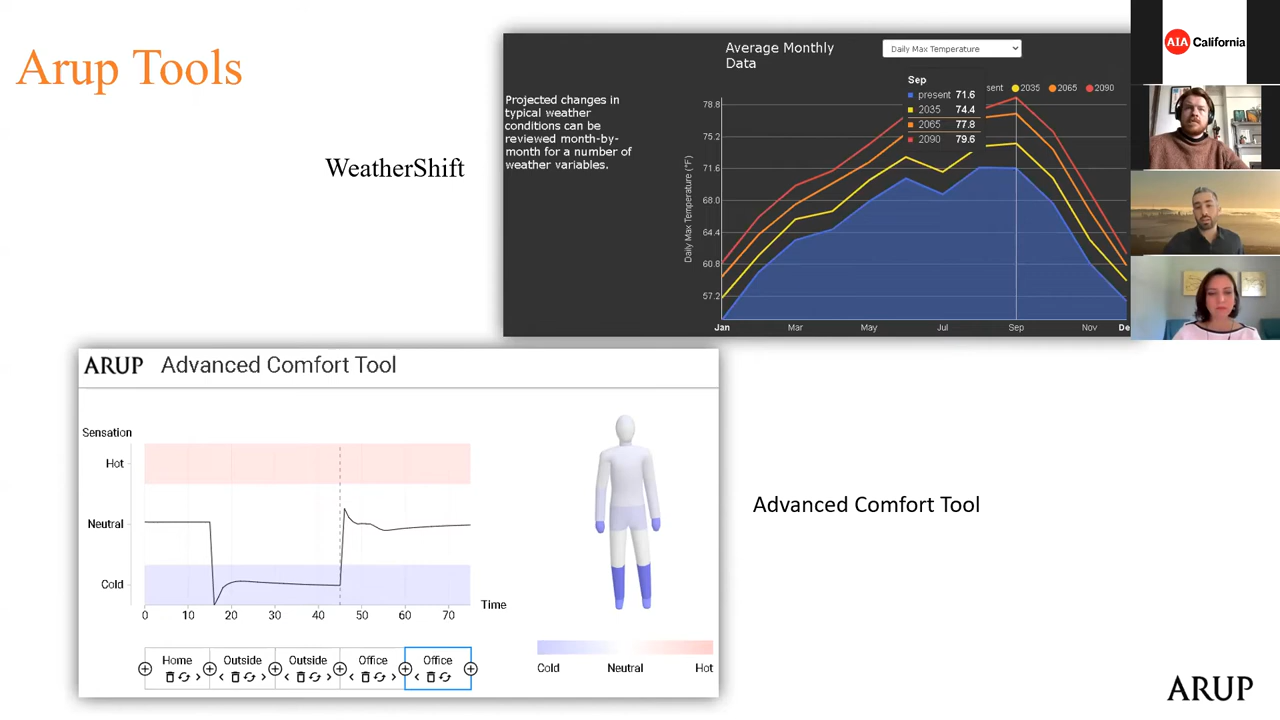 Arup Tools
WeatherShift
Average Monthly
Data
Daily Max Temperature
Projected changes in
typical weather
conditions can be
reviewed month-by-
month for a number of
weather variables.
Sep
present 71.6
2035 74.4
2065 77.8
2090 79.6
sent 2035 2065 2090
78.8
75.2
71.6
68.0
64.4
60.8
57.2
Daily Max Temperature (°F)
Jan Mar May Jul Sep Nov De
AIA California
ARUP Advanced Comfort Tool
Sensation
Hot
Neutral
Cold
0 10 20 30 40 50 60 70
Time
Home Outside Outside Office Office
Cold Neutral Hot
Advanced Comfort Tool
ARUP